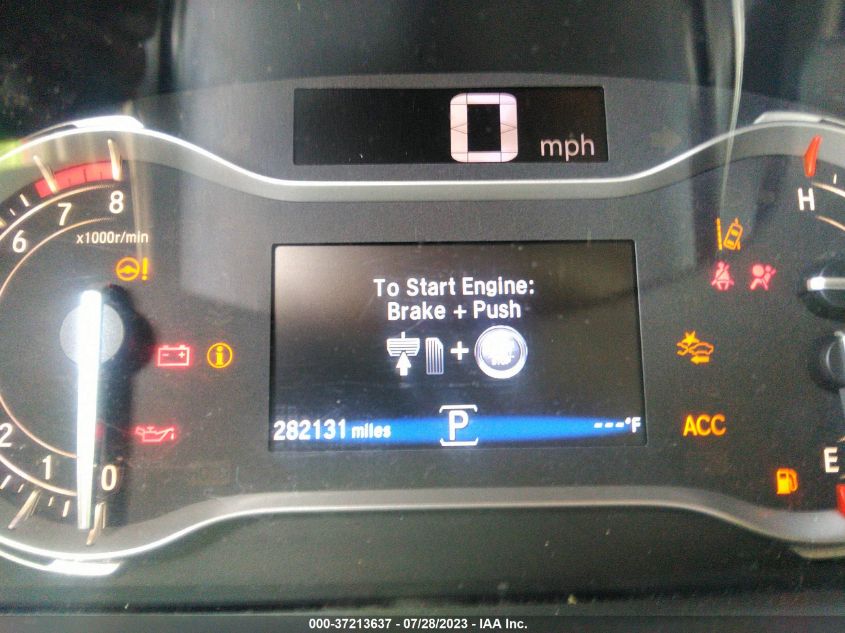 0 mph
8
7
6
x1000r/min
H
To Start Engine:
Brake + Push
+
282131 miles
P
---°F
ACC
2
1
0
E
000-37213637 - 07/28/2023 - IAA Inc.